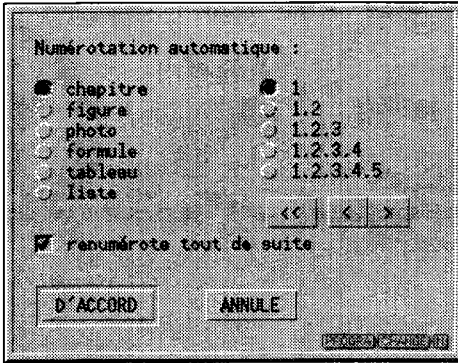 Numérotation automatique :
chapitre
figure
photo
formule
tableau
liste
1
1.2
1.2.3
1.2.3.4
1.2.3.4.5
<< < >
renumérote tout de suite
D'ACCORD ANNULE